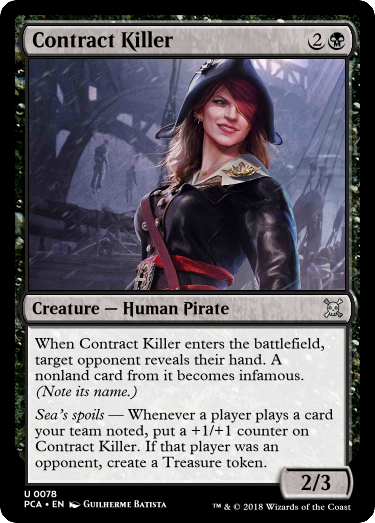 Contract Killer 2
Creature — Human Pirate
When Contract Killer enters the battlefield,
target opponent reveals their hand. A
nonland card from it becomes infamous.
(Note its name.)
Sea's spoils — Whenever a player plays a card
your team noted, put a +1/+1 counter on
Contract Killer. If that player was an
opponent, create a Treasure token.
2/3
U 0078
PCA • EN Guilherme Batista
™ & © 2018 Wizards of the Coast